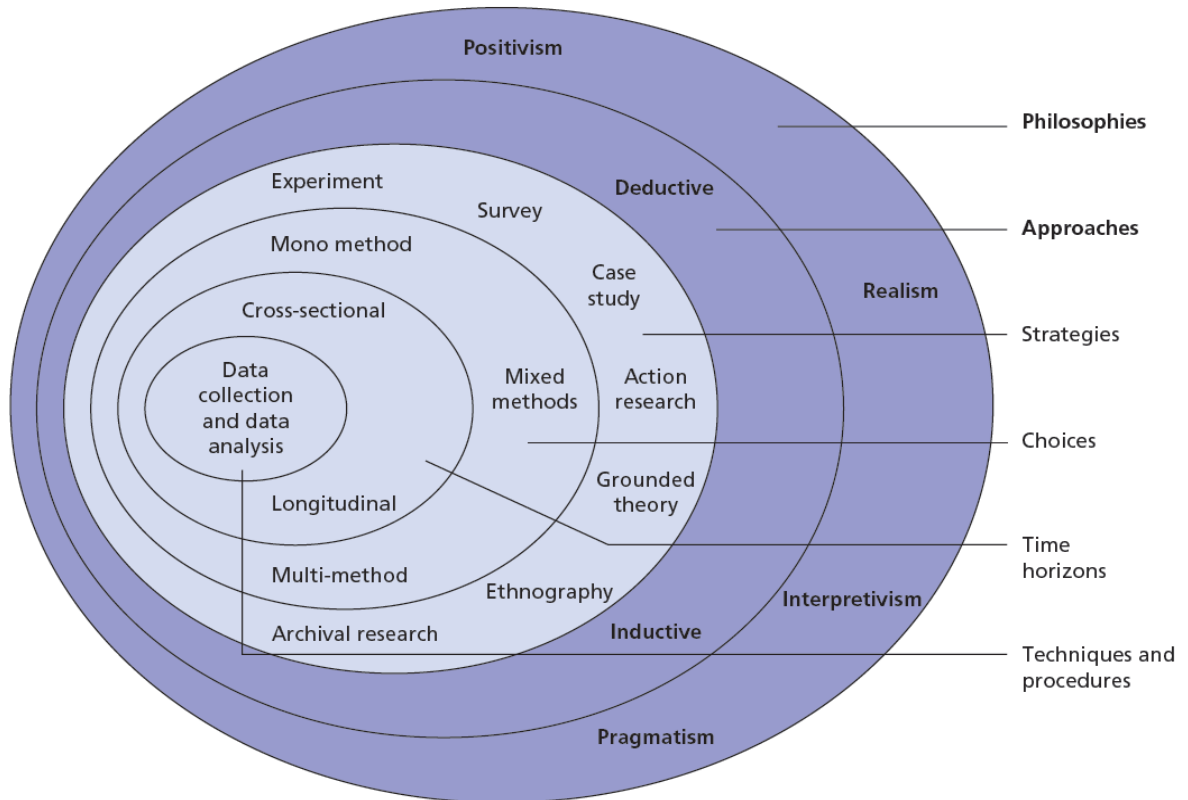 Positivism
Philosophies
Experiment
Deductive
Survey
Approaches
Mono method
Case
study
Realism
Cross-sectional
Strategies
Data
collection
and data
analysis
Mixed
methods
Action
research
Choices
Longitudinal
Grounded
theory
Time
horizons
Multi-method
Ethnography
Interpretivism
Archival research
Inductive
Techniques and
procedures
Pragmatism